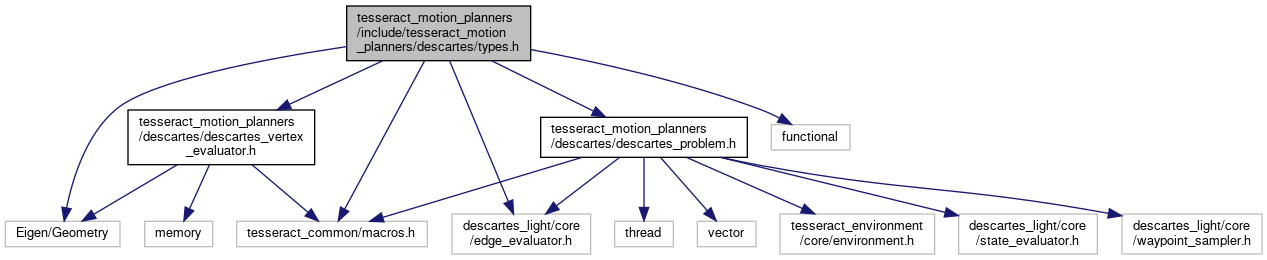 tesseract_motion_planners
/include/tesseract_motion
_planners/descartes/types.h
tesseract_motion_planners
/descartes/descartes_vertex
_evaluator.h
tesseract_motion_planners
/descartes/descartes_problem.h
functional
Eigen/Geometry
memory
tesseract_common/macros.h
descartes_light/core
/edge_evaluator.h
thread
vector
tesseract_environment
/core/environment.h
descartes_light/core
/state_evaluator.h
descartes_light/core
/waypoint_sampler.h